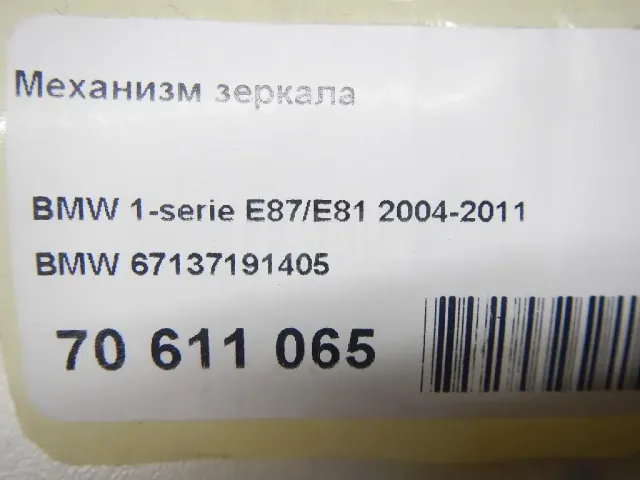 Механизм зеркала
BMW 1-serie E87/E81 2004-2011
BMW 67137191405
70 611 065